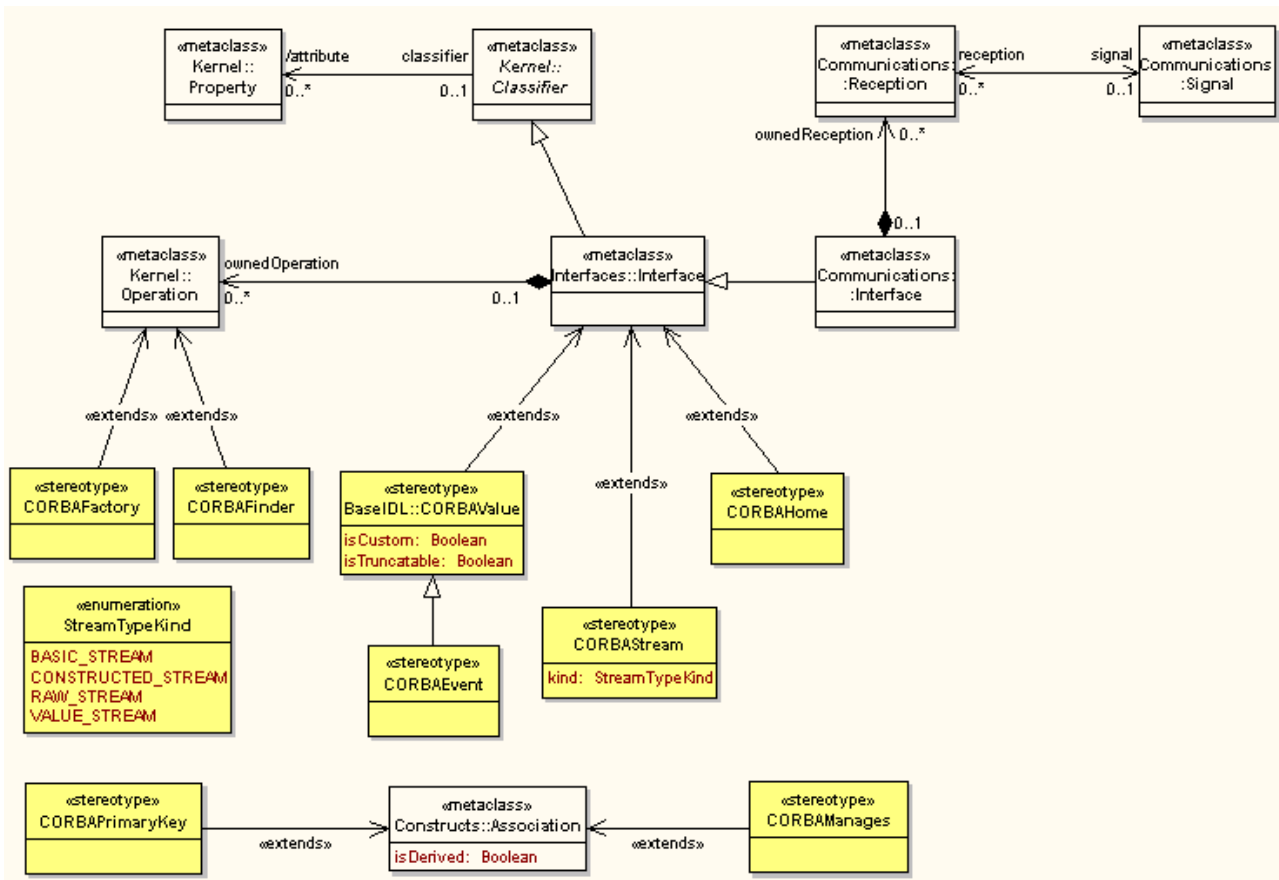 «metaclass»
Kernel::
Property
/attribute
0..*
classifier
0..1
«metaclass»
Kernel::
Classifier
«metaclass»
Communications:
:Reception
reception
0..*
signal
0..1
«metaclass»
Communications
:Signal
ownedReception
0..*
«metaclass»
Kernel::
Operation
ownedOperation
0..*
0..1
«metaclass»
Interfaces::Interface
0..1
«metaclass»
Communications:
:Interface
«extends»
«extends»
«extends»
«extends»
«extends»
«stereotype»
CORBAFactory
«stereotype»
CORBAFinder
«stereotype»
BaseIDL::CORBAValue
isCustom: Boolean
isTruncatable: Boolean
«stereotype»
CORBAHome
«enumeration»
StreamTypeKind
BASIC_STREAM
CONSTRUCTED_STREAM
RAW_STREAM
VALUE_STREAM
«stereotype»
CORBAEvent
«stereotype»
CORBAStream
kind: StreamTypeKind
«stereotype»
CORBAPrimaryKey
«extends»
«metaclass»
Constructs::Association
isDerived: Boolean
«extends»
«stereotype»
CORBAManages